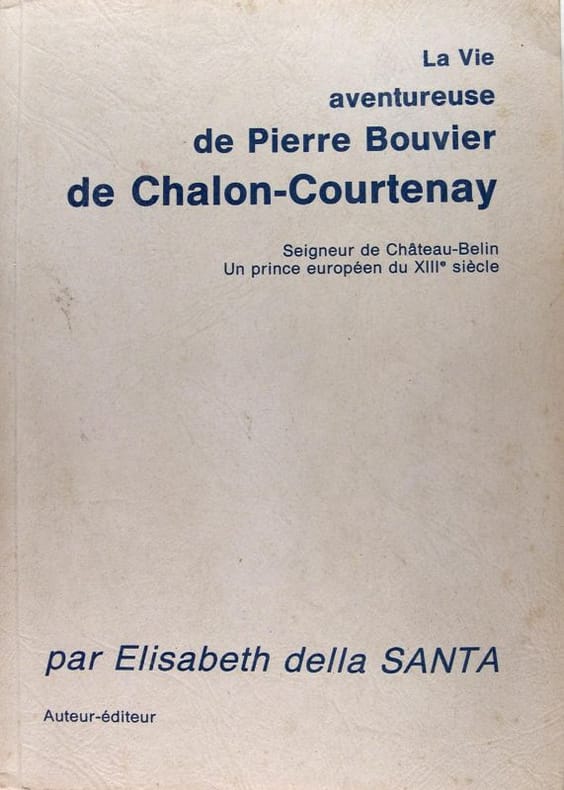 La Vie
aventureuse
de Pierre Bouvier
de Chalon-Courtenay
Seigneur de Château-Belin
Un prince européen du XIIIᵉ siècle
par Elisabeth della SANTA
Auteur-éditeur